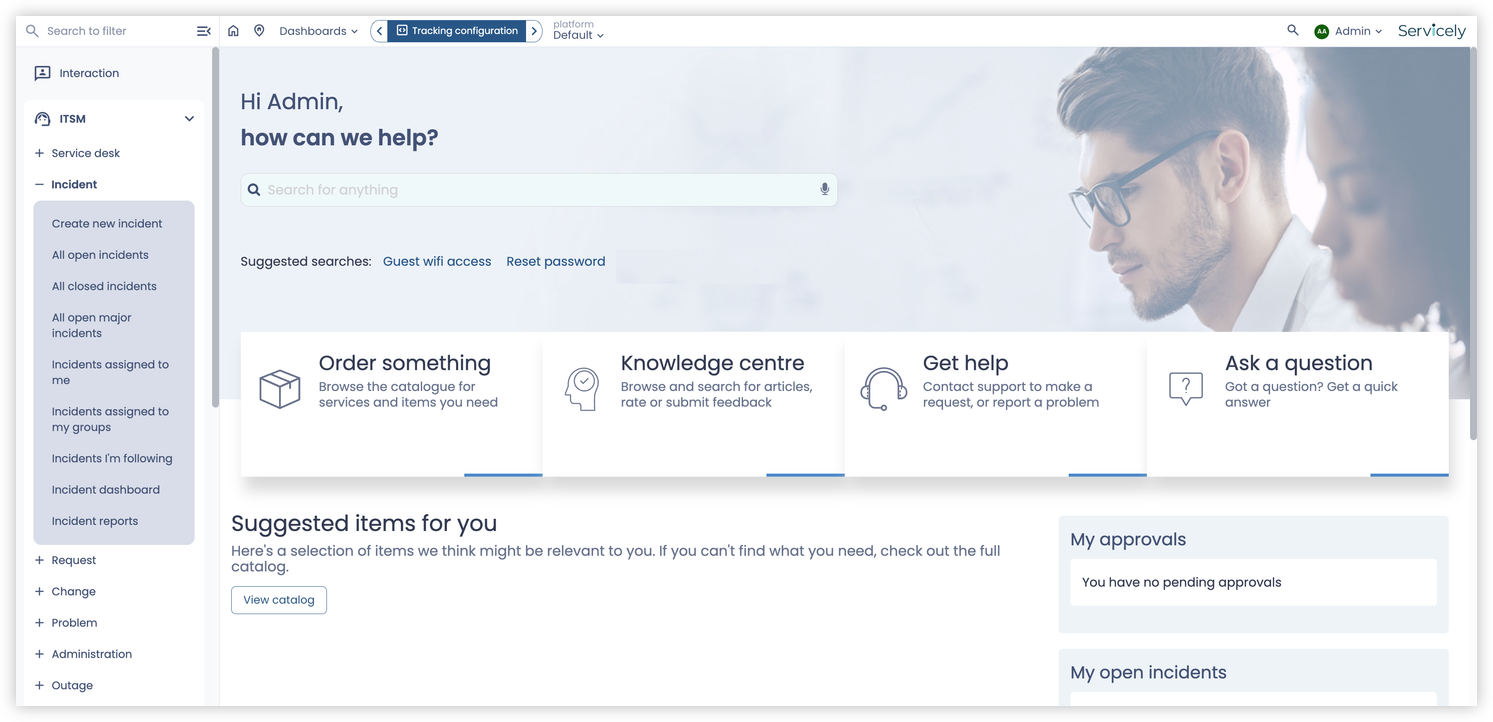 Search to filter
Dashboards
Tracking configuration
platform
Default
AA
Admin
Servicely
Interaction
ITSM
Service desk
Incident
Create new incident
All open incidents
All closed incidents
All open major
incidents
Incidents assigned to
me
Incidents assigned to
my groups
Incidents I'm following
Incident dashboard
Incident reports
Request
Change
Problem
Administration
Outage
Hi Admin,
how can we help?
Search for anything
Suggested searches: Guest wifi access Reset password
Order something
Browse the catalogue for
services and items you need
Knowledge centre
Browse and search for articles,
rate or submit feedback
Get help
Contact support to make a
request, or report a problem
Ask a question
Got a question? Get a quick
answer
Suggested items for you
Here's a selection of items we think might be relevant to you. If you can't find what you need, check out the full
catalog.
View catalog
My approvals
You have no pending approvals
My open incidents